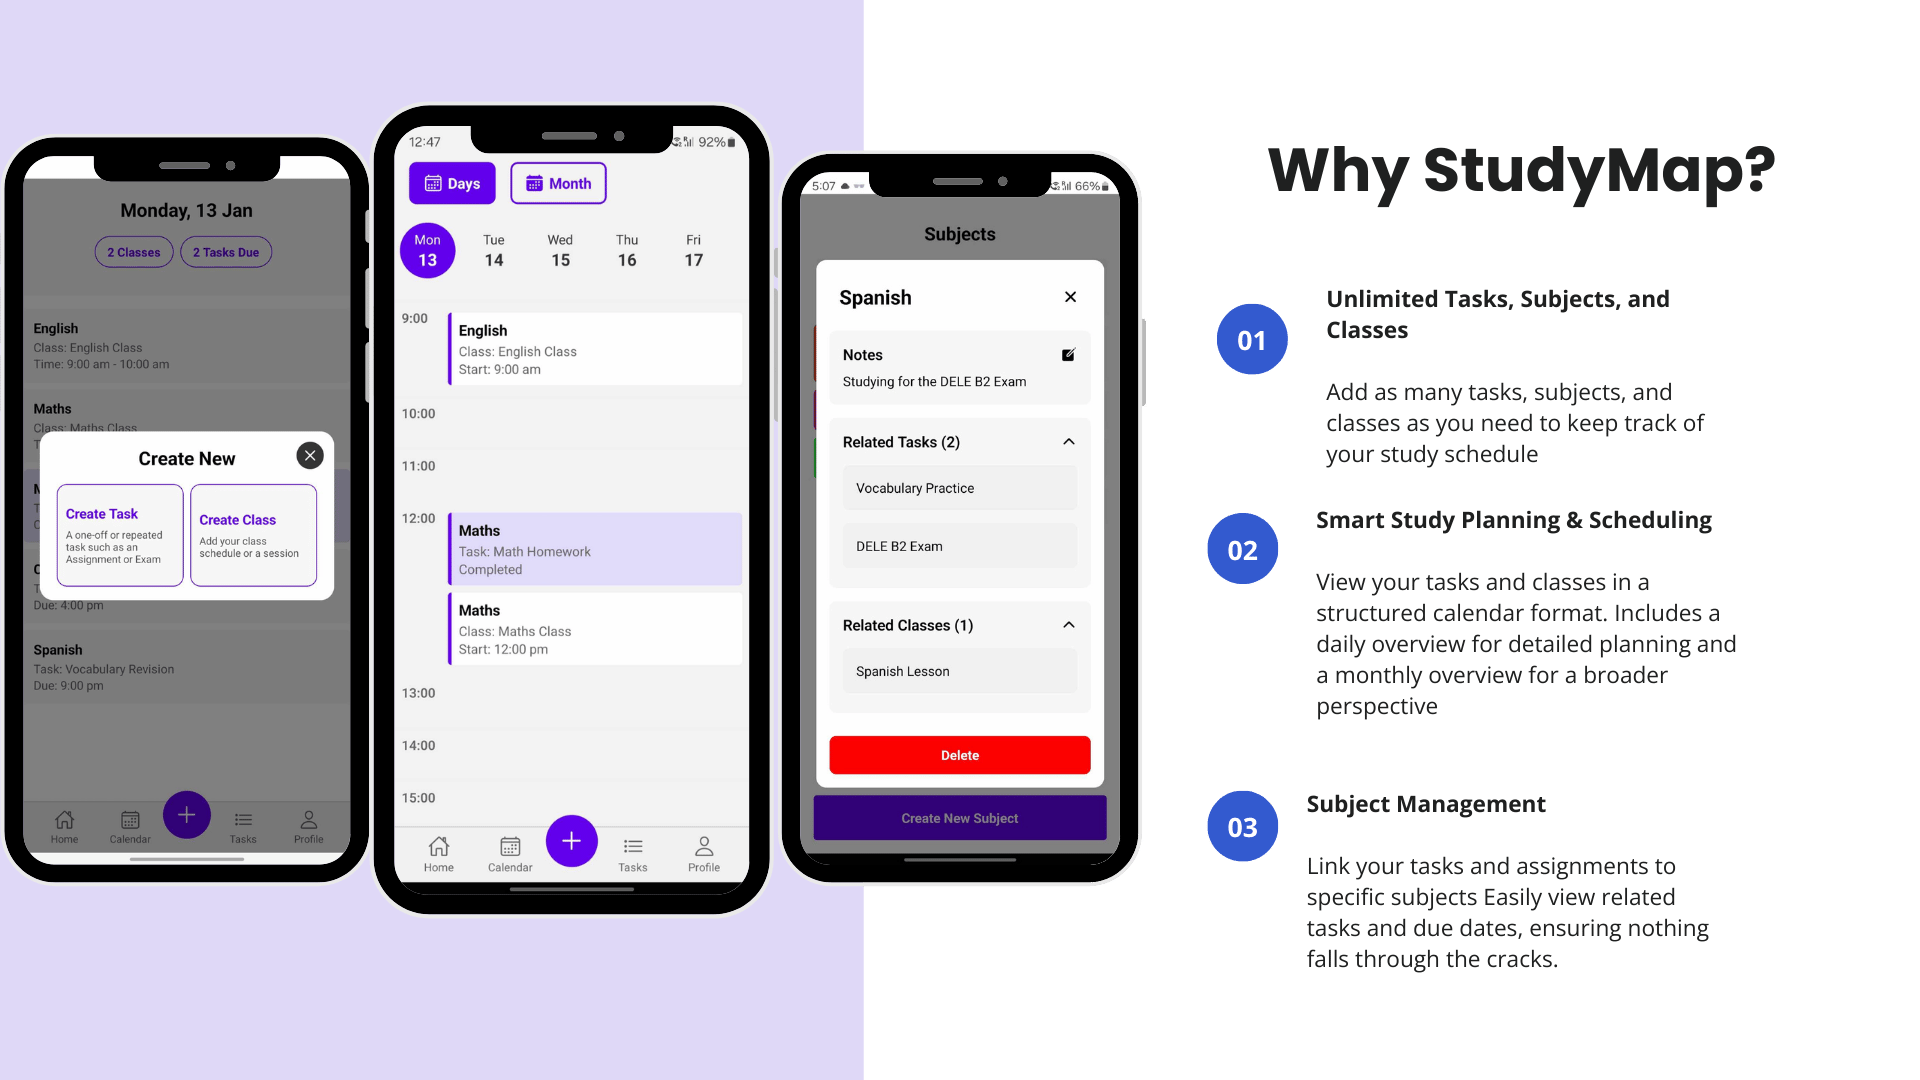 Monday, 13 Jan
2 Classes
2 Tasks Due
English
Class: English Class
Time: 9:00 am - 10:00 am
Maths
Class: Maths Class
Create New
Create Task
A one-off or repeated
task such as an
Assignment or Exam
Create Class
Add your class
schedule or a session
Due: 4:00 pm
Spanish
Task: Vocabulary Revision
Due: 9:00 pm
Home
Calendar
Tasks
Profile
12:47
92%
Days
Month
Mon
13
Tue
14
Wed
15
Thu
16
Fri
17
9:00
English
Class: English Class
Start: 9:00 am
10:00
11:00
12:00
Maths
Task: Math Homework
Completed
Maths
Class: Maths Class
Start: 12:00 pm
13:00
14:00
15:00
Home
Calendar
Tasks
Profile
5:07
66%
Subjects
Spanish
Notes
Studying for the DELE B2 Exam
Related Tasks (2)
Vocabulary Practice
DELE B2 Exam
Related Classes (1)
Spanish Lesson
Delete
Create New Subject
Why StudyMap?
01
Unlimited Tasks, Subjects, and
Classes
Add as many tasks, subjects, and
classes as you need to keep track of
your study schedule
02
Smart Study Planning & Scheduling
View your tasks and classes in a
structured calendar format. Includes a
daily overview for detailed planning and
a monthly overview for a broader
perspective
03
Subject Management
Link your tasks and assignments to
specific subjects Easily view related
tasks and due dates, ensuring nothing
falls through the cracks.